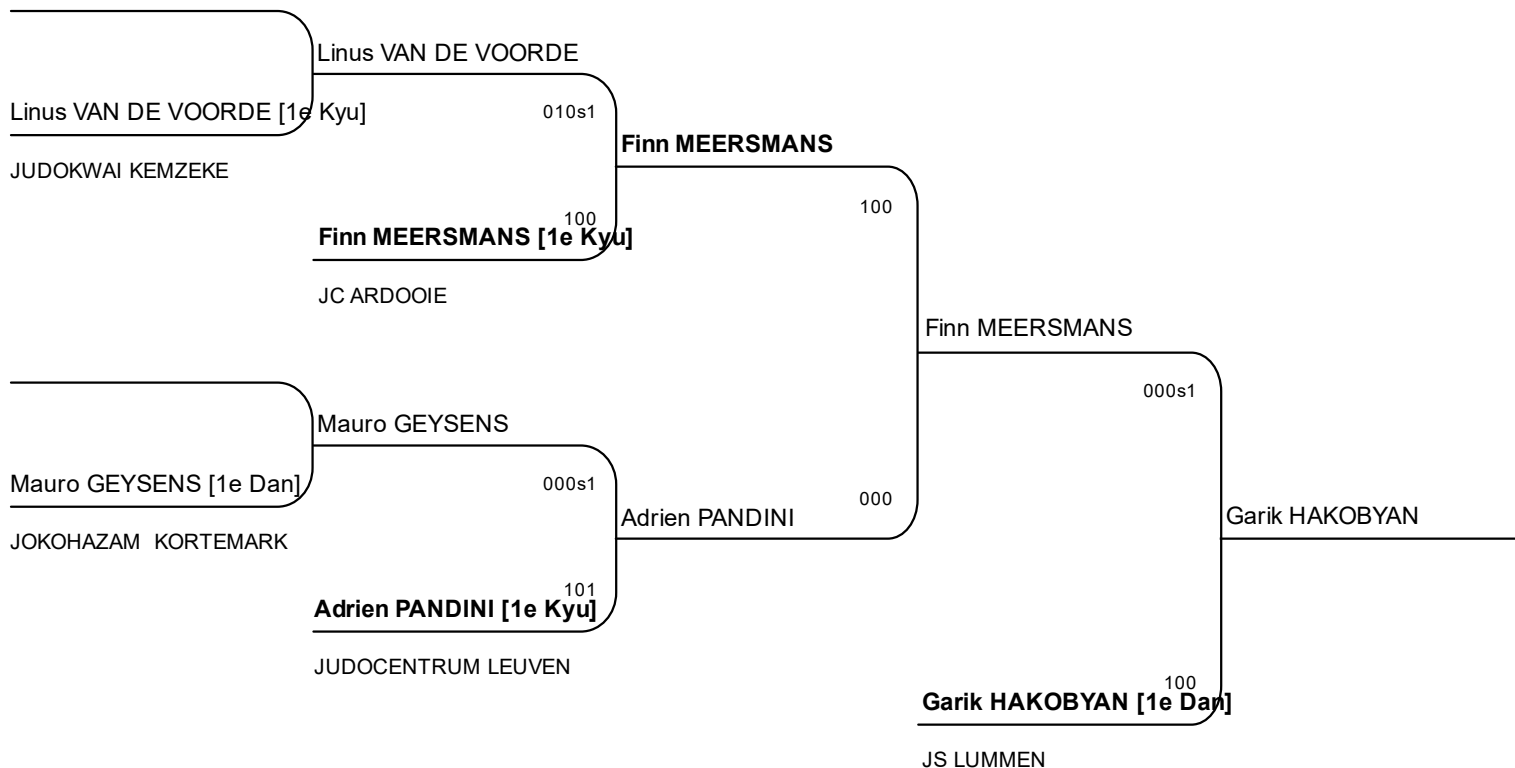 Linus VAN DE VOORDE
Linus VAN DE VOORDE [1e Kyu]
010s1
JUDOKWAI KEMZEKE
Finn MEERSMANS
100
Finn MEERSMANS [1e Kyu]
100
JC ARDOOIE
Finn MEERSMANS
000s1
Mauro GEYSENS
Mauro GEYSENS [1e Dan]
000s1
JOKOHAZAM KORTEMARK
Adrien PANDINI
000
101
Adrien PANDINI [1e Kyu]
JUDOCENTRUM LEUVEN
Garik HAKOBYAN
100
Garik HAKOBYAN [1e Dan]
JS LUMMEN